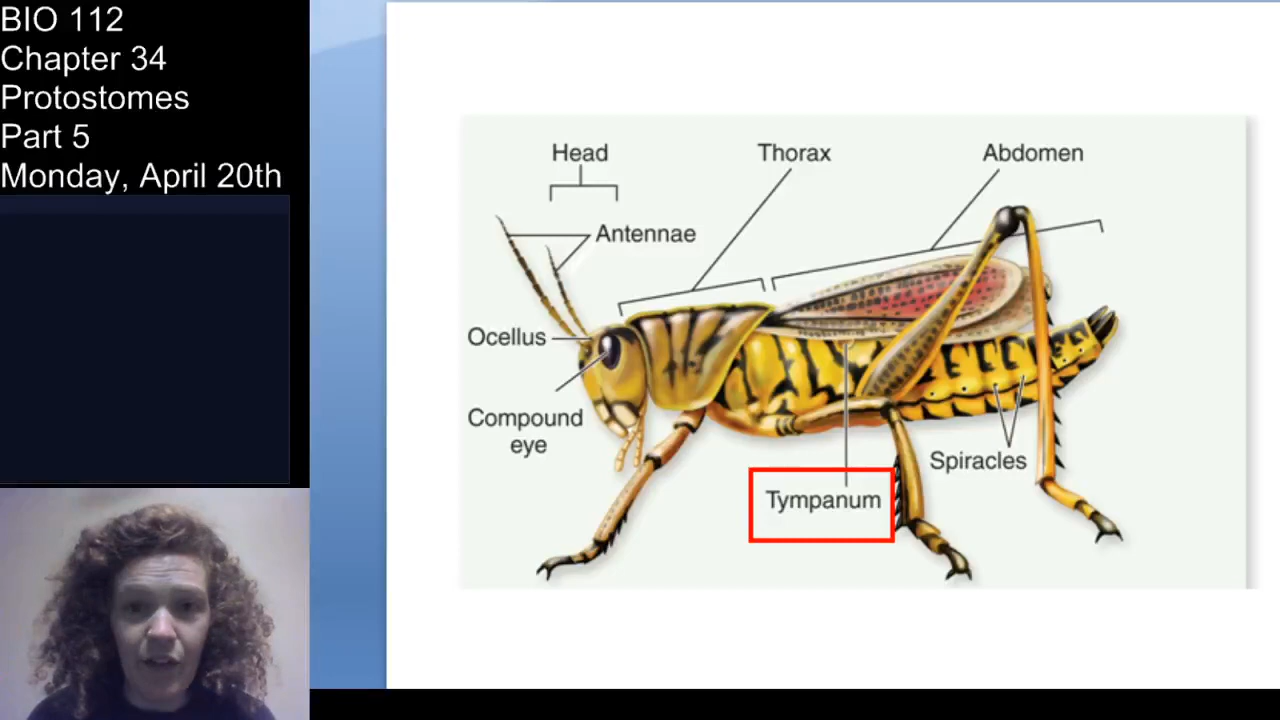 BIO 112
Chapter 34
Protostomes
Part 5
Monday, April 20th
Head
Thorax
Abdomen
Antennae
Ocellus
Compound
eye
Tympanum
Spiracles